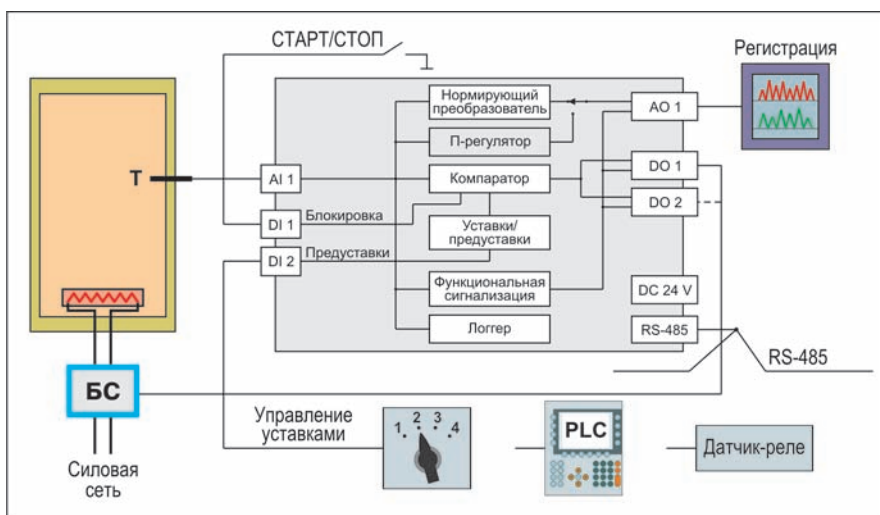 СТАРТ/СТОП
Регистрация
Нормирующий
преобразователь
АО 1
П-регулятор
Т
AI 1
Компаратор
DO 1
DO 2
DI 1
Блокировка
Уставки/
предуставки
DI 2
Предуставки
Функциональная
сигнализация
DC 24 V
Логгер
RS-485
RS-485
БС
Управление
уставками
1 2 3 4
PLC
Датчик-реле
Силовая
сеть